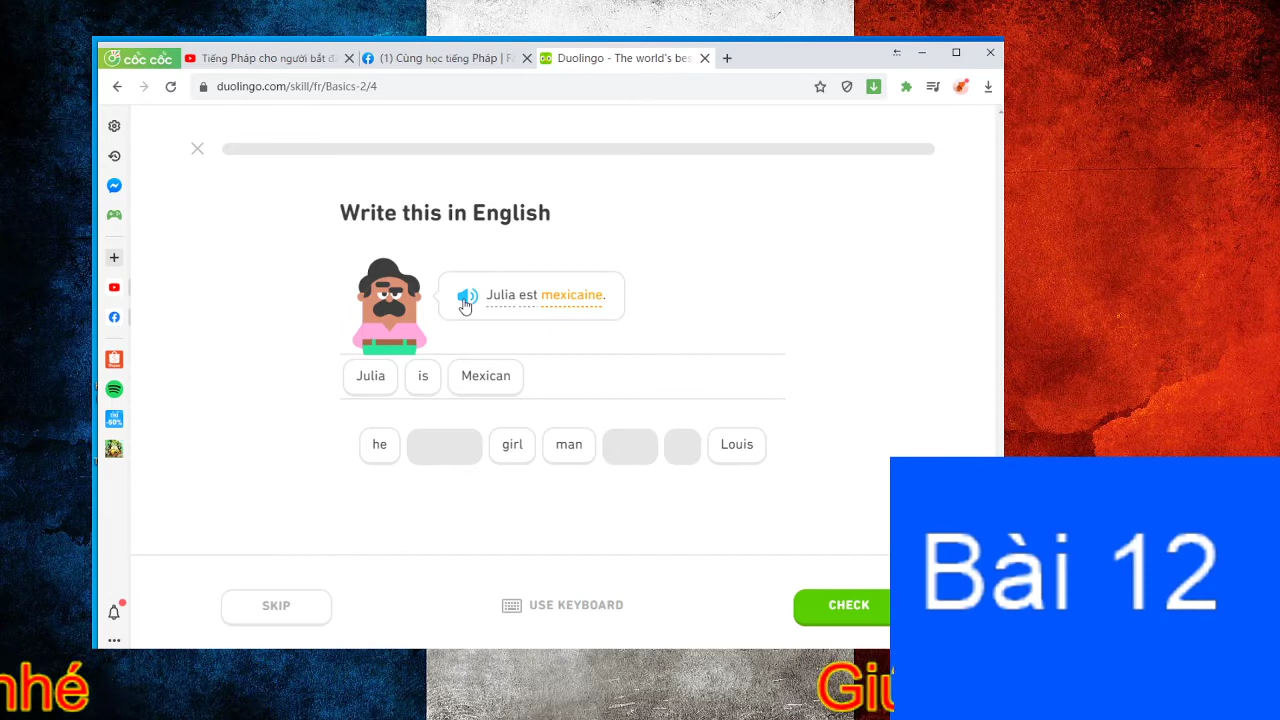 cốc cốc
Tiếng Pháp cho người bắt đầ
(1) Cùng học tiếng Pháp | F
Duolingo - The world's bes
duolingo.com/skill/fr/Basics-2/4
Write this in English
Julia est mexicaine.
Julia is Mexican
he girl man Louis
SKIP
USE KEYBOARD
CHECK
Bài 12
nhé
Giú